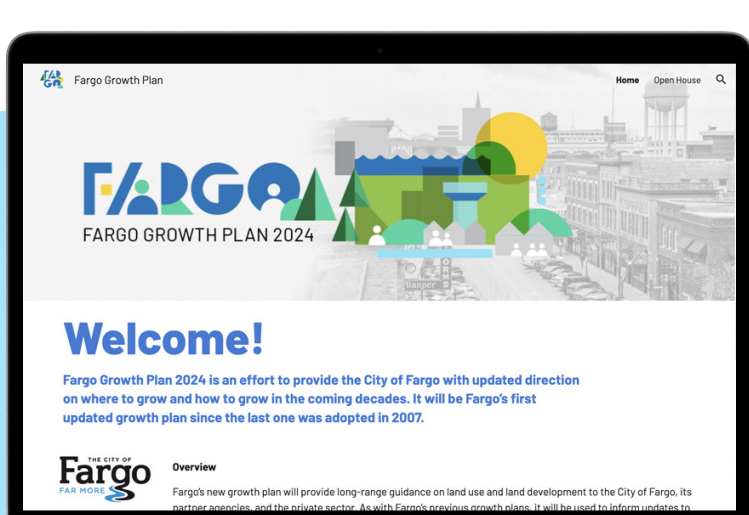 FARGO
Fargo Growth Plan
Home
Open House
FARGO
FARGO GROWTH PLAN 2024
Banner
Welcome!
Fargo Growth Plan 2024 is an effort to provide the City of Fargo with updated direction
on where to grow and how to grow in the coming decades. It will be Fargo's first
updated growth plan since the last one was adopted in 2007.
THE CITY OF
Fargo
FAR MORE
Overview
Fargo's new growth plan will provide long-range guidance on land use and land development to the City of Fargo, its
partner agencies, and the private sector. As with Fargo's previous growth plans, it will be used to inform updates to